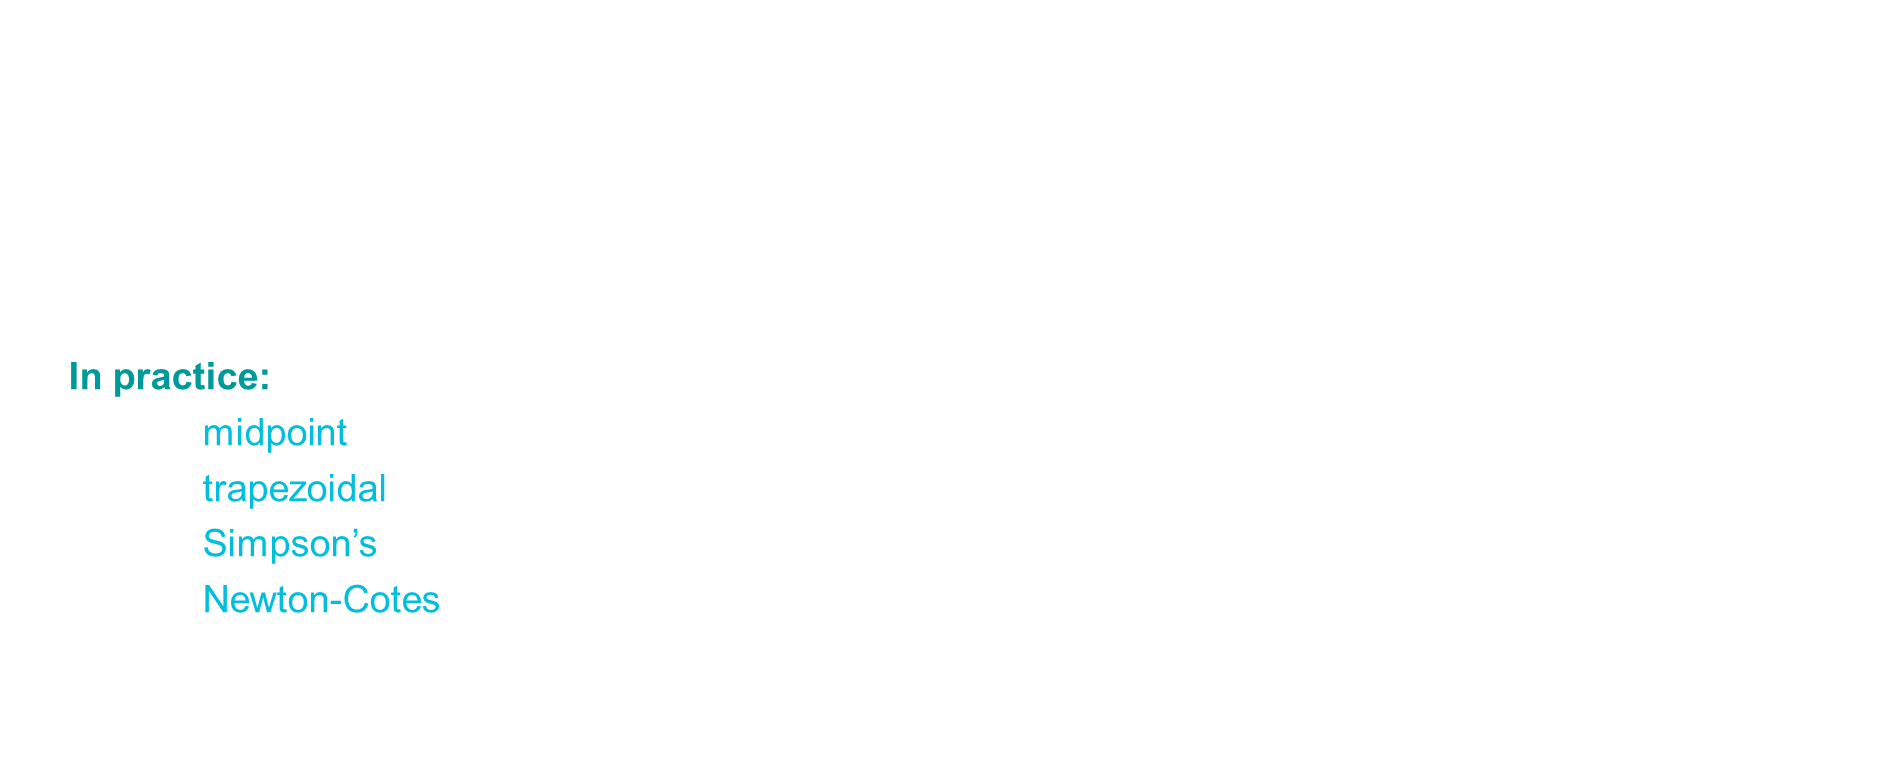 In practice:
midpoint
trapezoidal
Simpson’s
Newton-Cotes